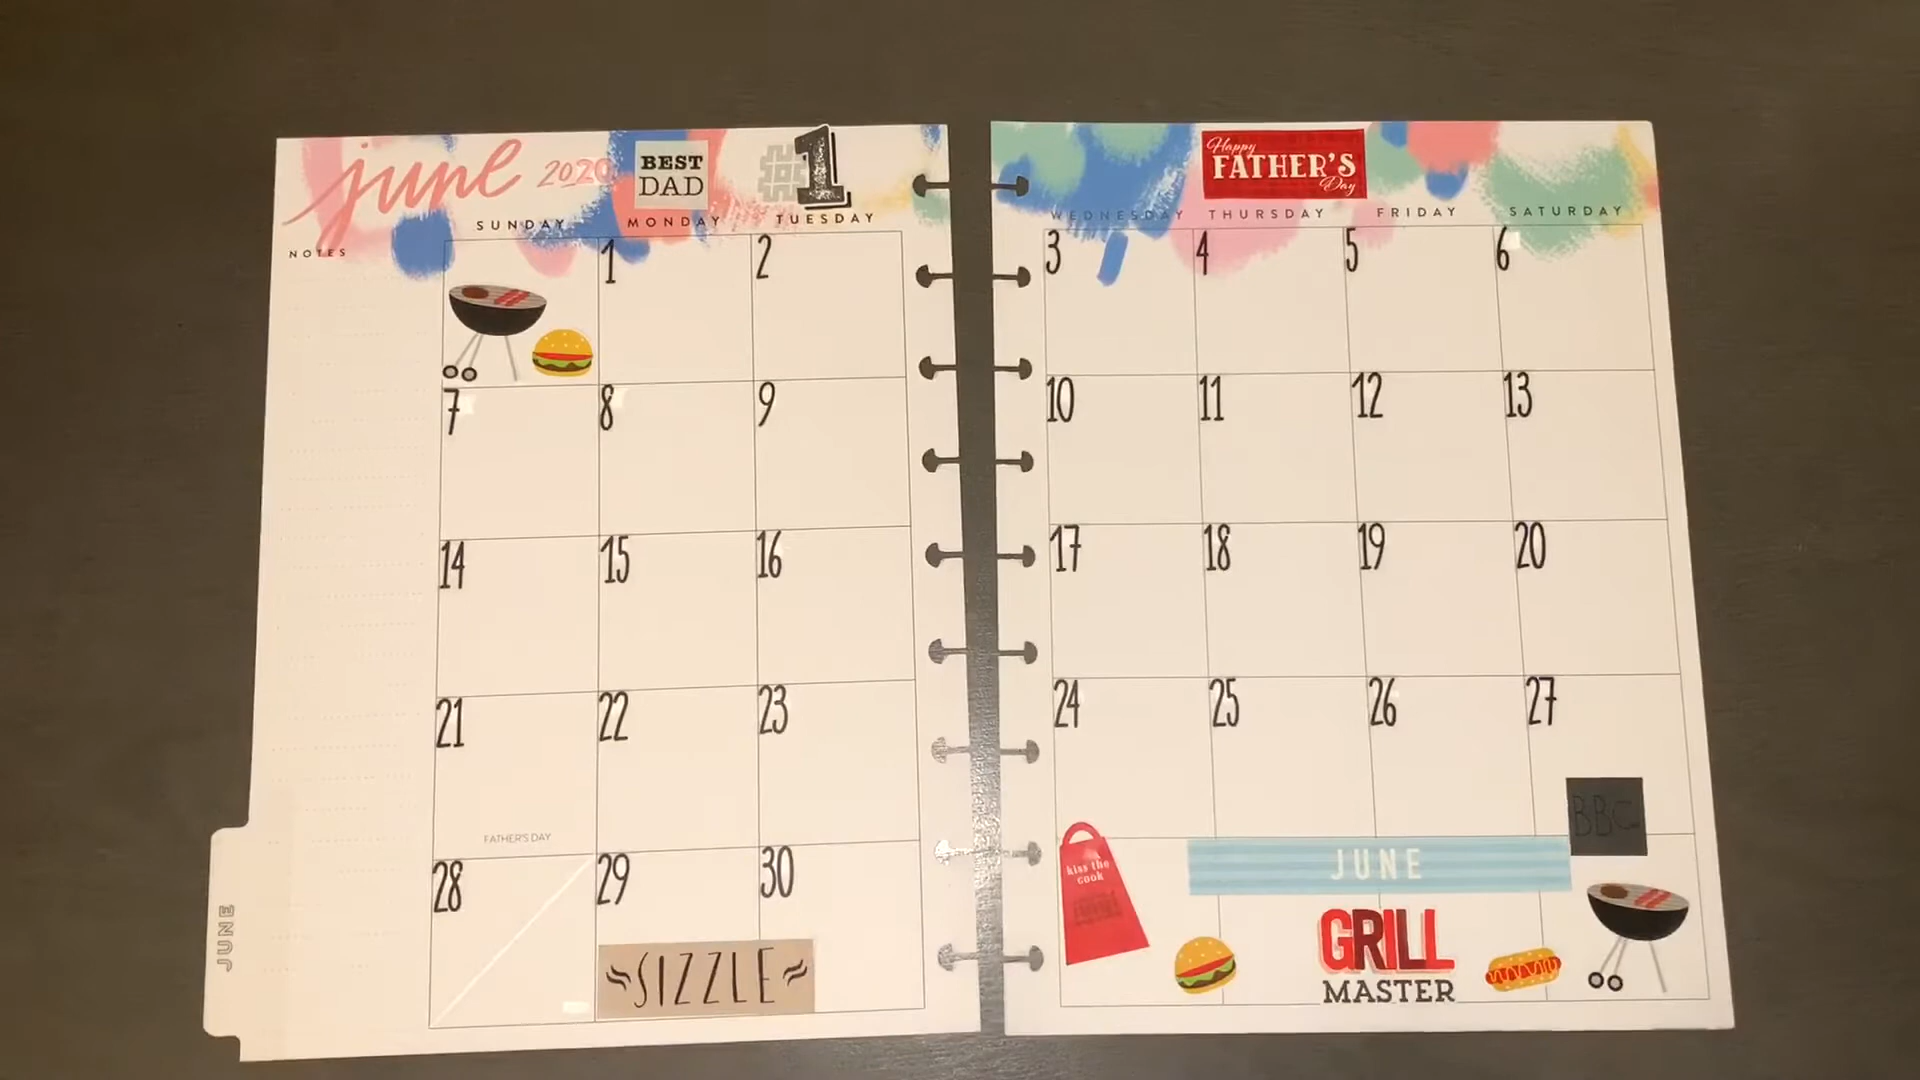 june 2020
BEST
DAD
#1
Happy
FATHER'S
Day
SUNDAY MONDAY TUESDAY WEDNESDAY THURSDAY FRIDAY SATURDAY
NOTES
1 2 3 4 5 6
7 8 9 10 11 12 13
14 15 16 17 18 19 20
21 22 23 24 25 26 27
FATHER'S DAY
28 29 30
kiss the
cook
JUNE
JUNE
SIZZLE
GRILL
MASTER